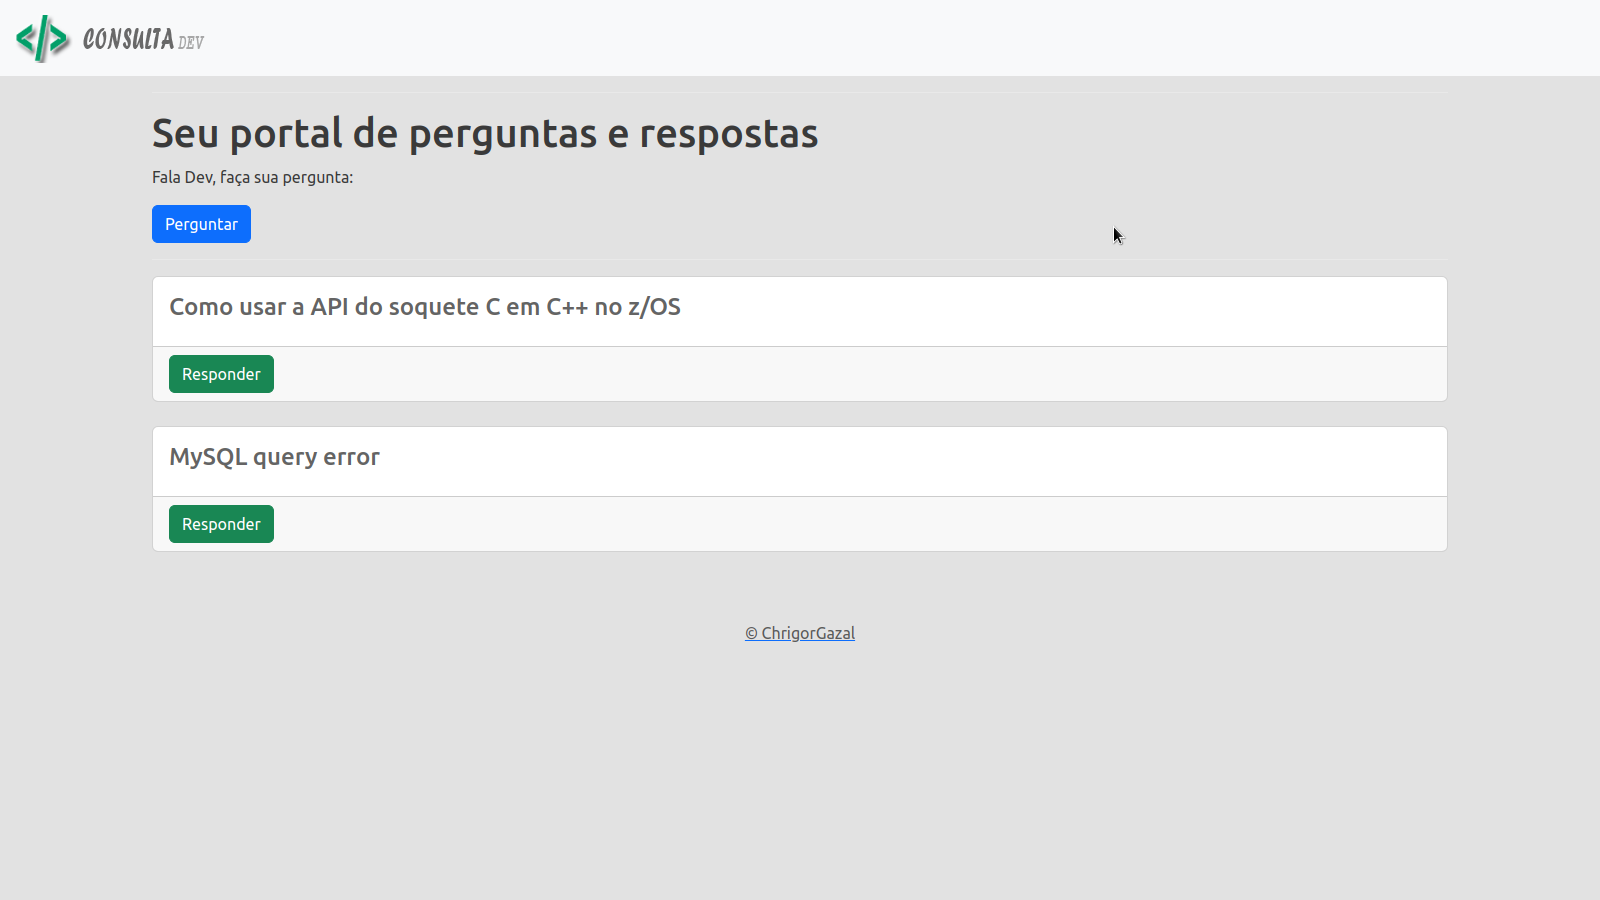 </> CONSULTA DEV
Seu portal de perguntas e respostas
Fala Dev, faça sua pergunta:
Perguntar
Como usar a API do soquete C em C++ no z/OS
Responder
MySQL query error
Responder
© ChrigorGazal